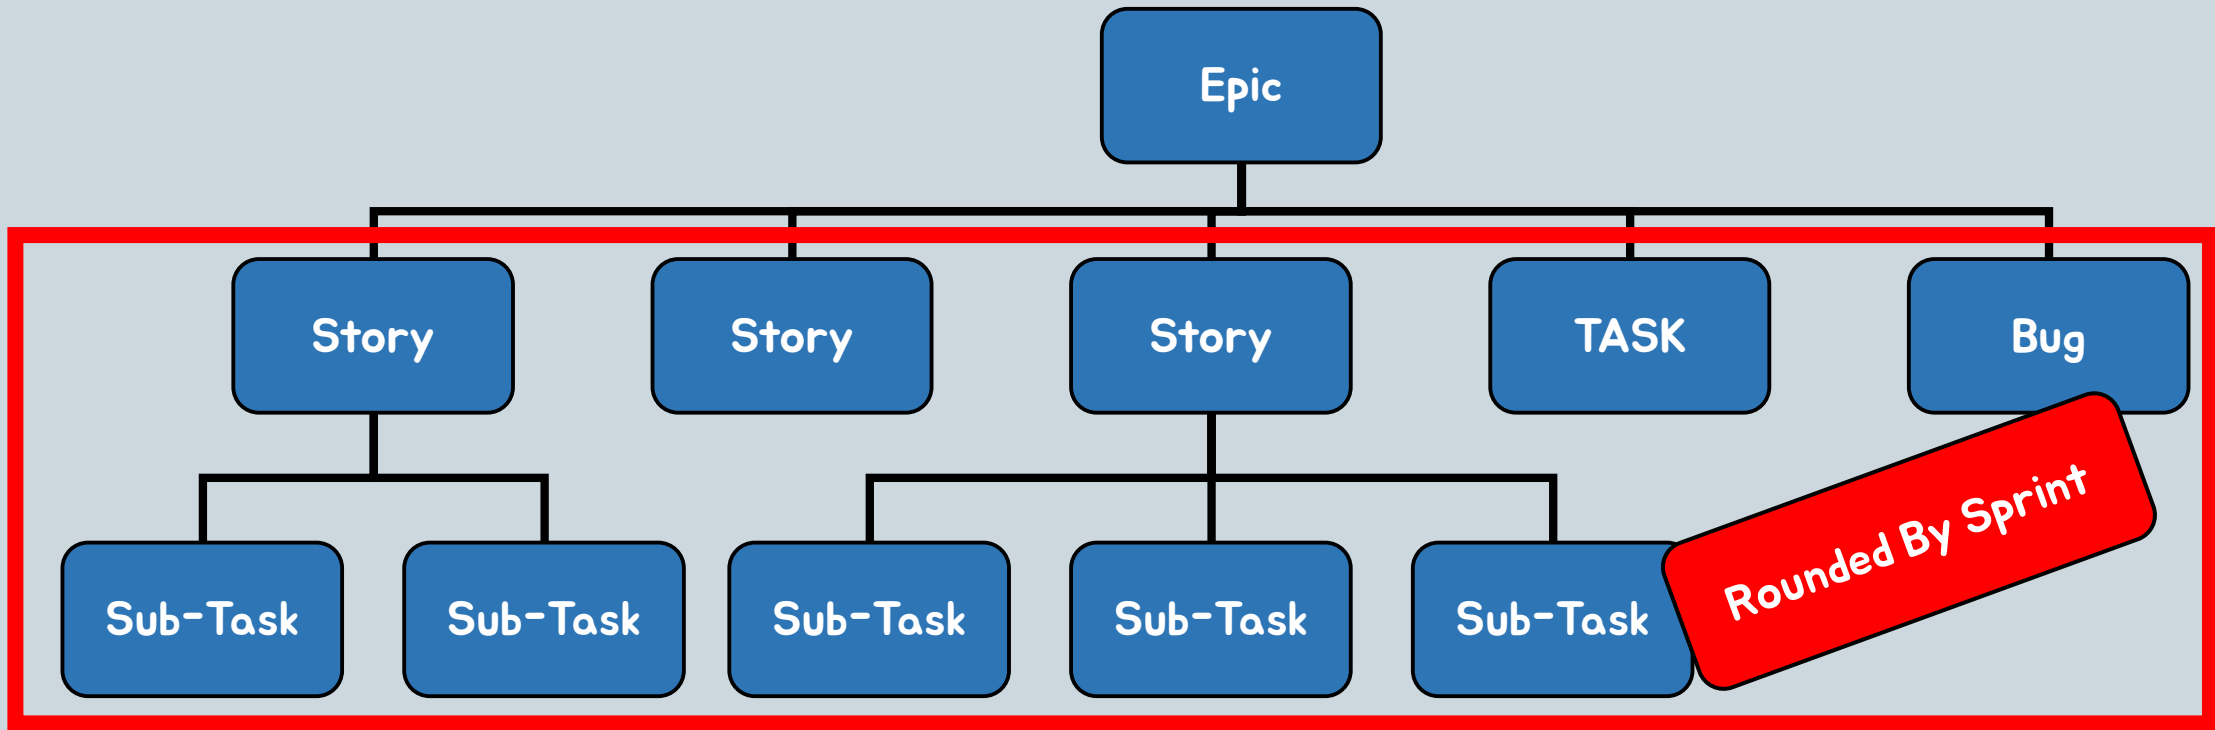 Epic
Story
Story
Story
TASK
Bug
Rounded By Sprint
Sub-Task
Sub-Task
Sub-Task
Sub-Task
Sub-Task